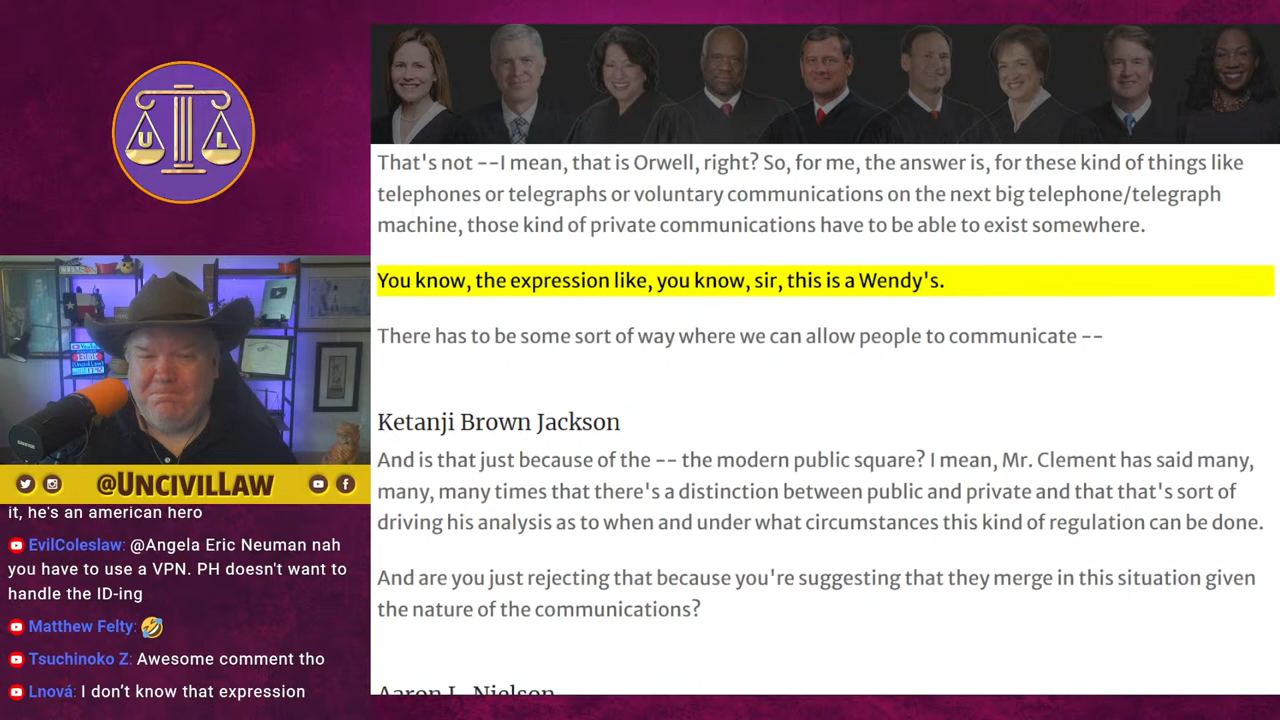 U L
@UNCIVILLAW
it, he's an american hero
EvilColeslaw: @Angela Eric Neuman nah
you have to use a VPN. PH doesn't want to
handle the ID-ing
Matthew Felty: 🤣
Tsuchinoko Z: Awesome comment tho
Lnová: I don’t know that expression
That's not --I mean, that is Orwell, right? So, for me, the answer is, for these kind of things like
telephones or telegraphs or voluntary communications on the next big telephone/telegraph
machine, those kind of private communications have to be able to exist somewhere.
You know, the expression like, you know, sir, this is a Wendy's.
There has to be some sort of way where we can allow people to communicate --
Ketanji Brown Jackson
And is that just because of the -- the modern public square? I mean, Mr. Clement has said many,
many, many times that there's a distinction between public and private and that that's sort of
driving his analysis as to when and under what circumstances this kind of regulation can be done.
And are you just rejecting that because you're suggesting that they merge in this situation given
the nature of the communications?
Aaron L. Nielson